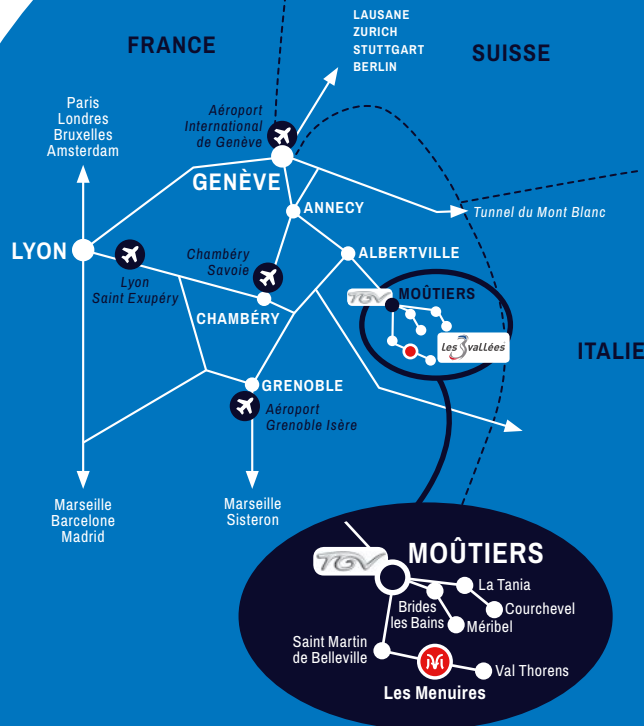 LAUSANE
ZURICH
STUTTGART
BERLIN
FRANCE
SUISSE
Paris
Londres
Bruxelles
Amsterdam
Aéroport
International
de Genève
GENÈVE
ANNECY
Tunnel du Mont Blanc
LYON
Lyon
Saint Exupéry
Chambéry
Savoie
ALBERTVILLE
CHAMBÉRY
TGV
MOÛTIERS
les 3 vallées
ITALIE
GRENOBLE
Aéroport
Grenoble Isère
Marseille
Barcelone
Madrid
Marseille
Sisteron
TGV
MOÛTIERS
La Tania
Courchevel
Brides
les Bains
Méribel
Saint Martin
de Belleville
Val Thorens
Les Menuires